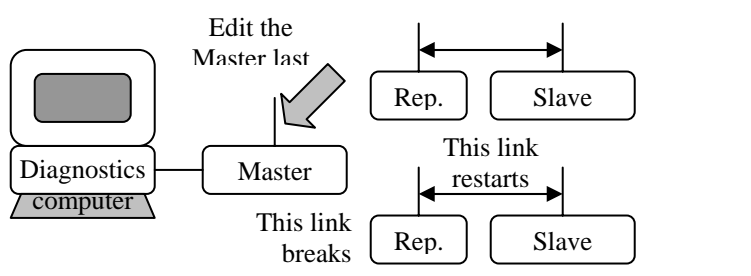 Edit the
Master last
Rep.
Slave
Diagnostics
computer
Master
This link
restarts
This link
breaks
Rep.
Slave